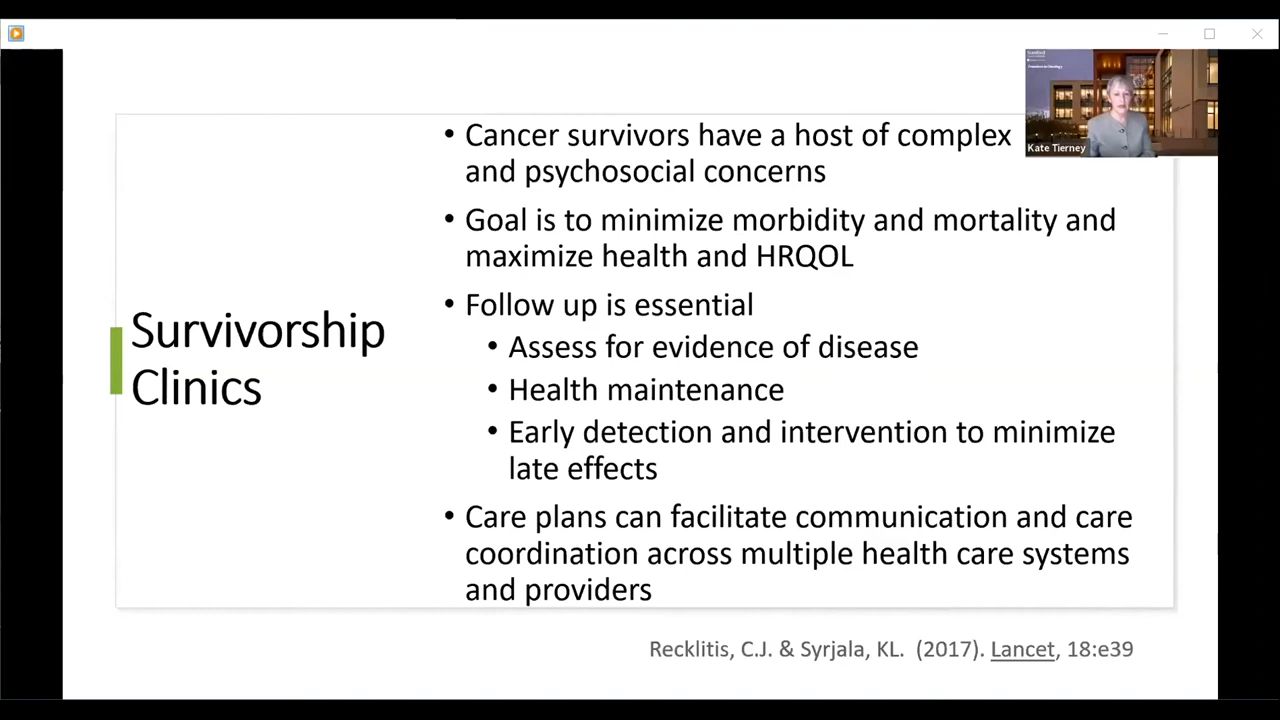 Kate Tierney
Survivorship
Clinics
• Cancer survivors have a host of complex
and psychosocial concerns
• Goal is to minimize morbidity and mortality and
maximize health and HRQOL
• Follow up is essential
• Assess for evidence of disease
• Health maintenance
• Early detection and intervention to minimize
late effects
• Care plans can facilitate communication and care
coordination across multiple health care systems
and providers
Recklitis, C.J. & Syrjala, KL. (2017). Lancet, 18:e39